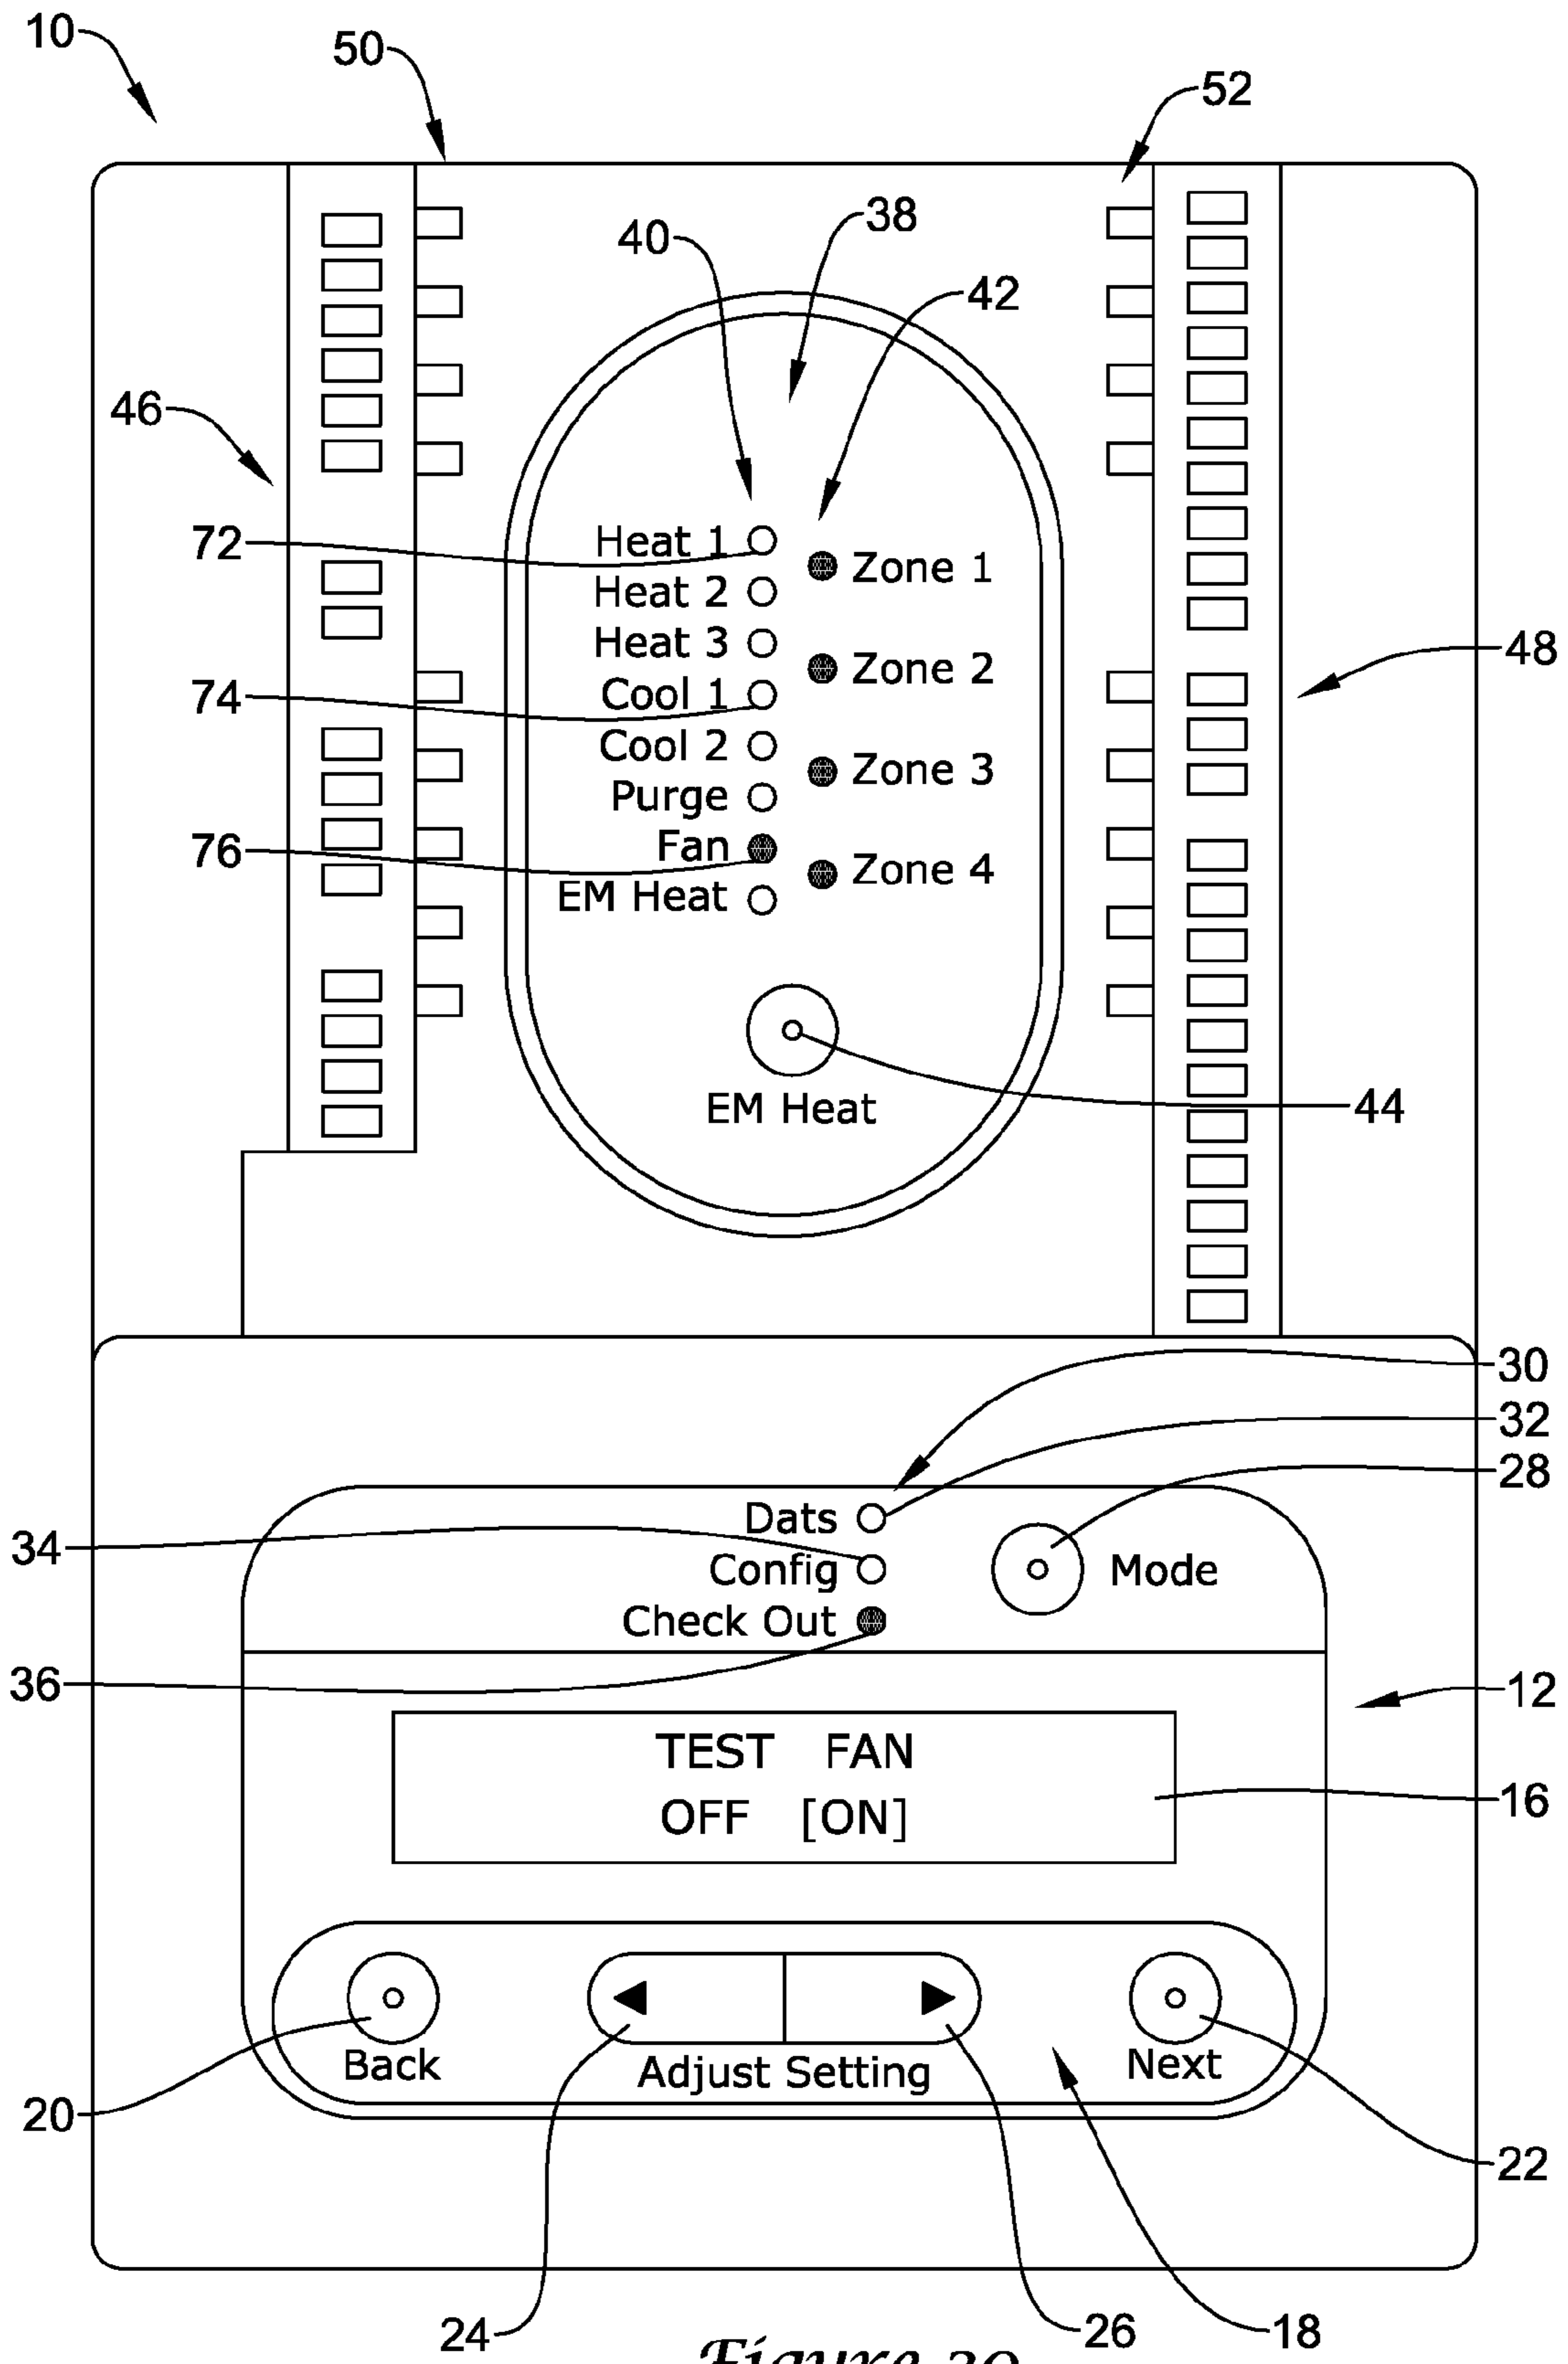 10
50
52
38
40
42
46
72
Heat 1
Zone 1
Heat 2
Heat 3
48
Zone 2
74
Cool 1
Cool 2
Zone 3
Purge
76
Fan
Zone 4
EM Heat
EM Heat
44
30
32
28
Dats
34
Config
Mode
Check Out
36
12
TEST FAN
16
OFF [ON]
Back
Adjust Setting
Next
20
22
24
26
18